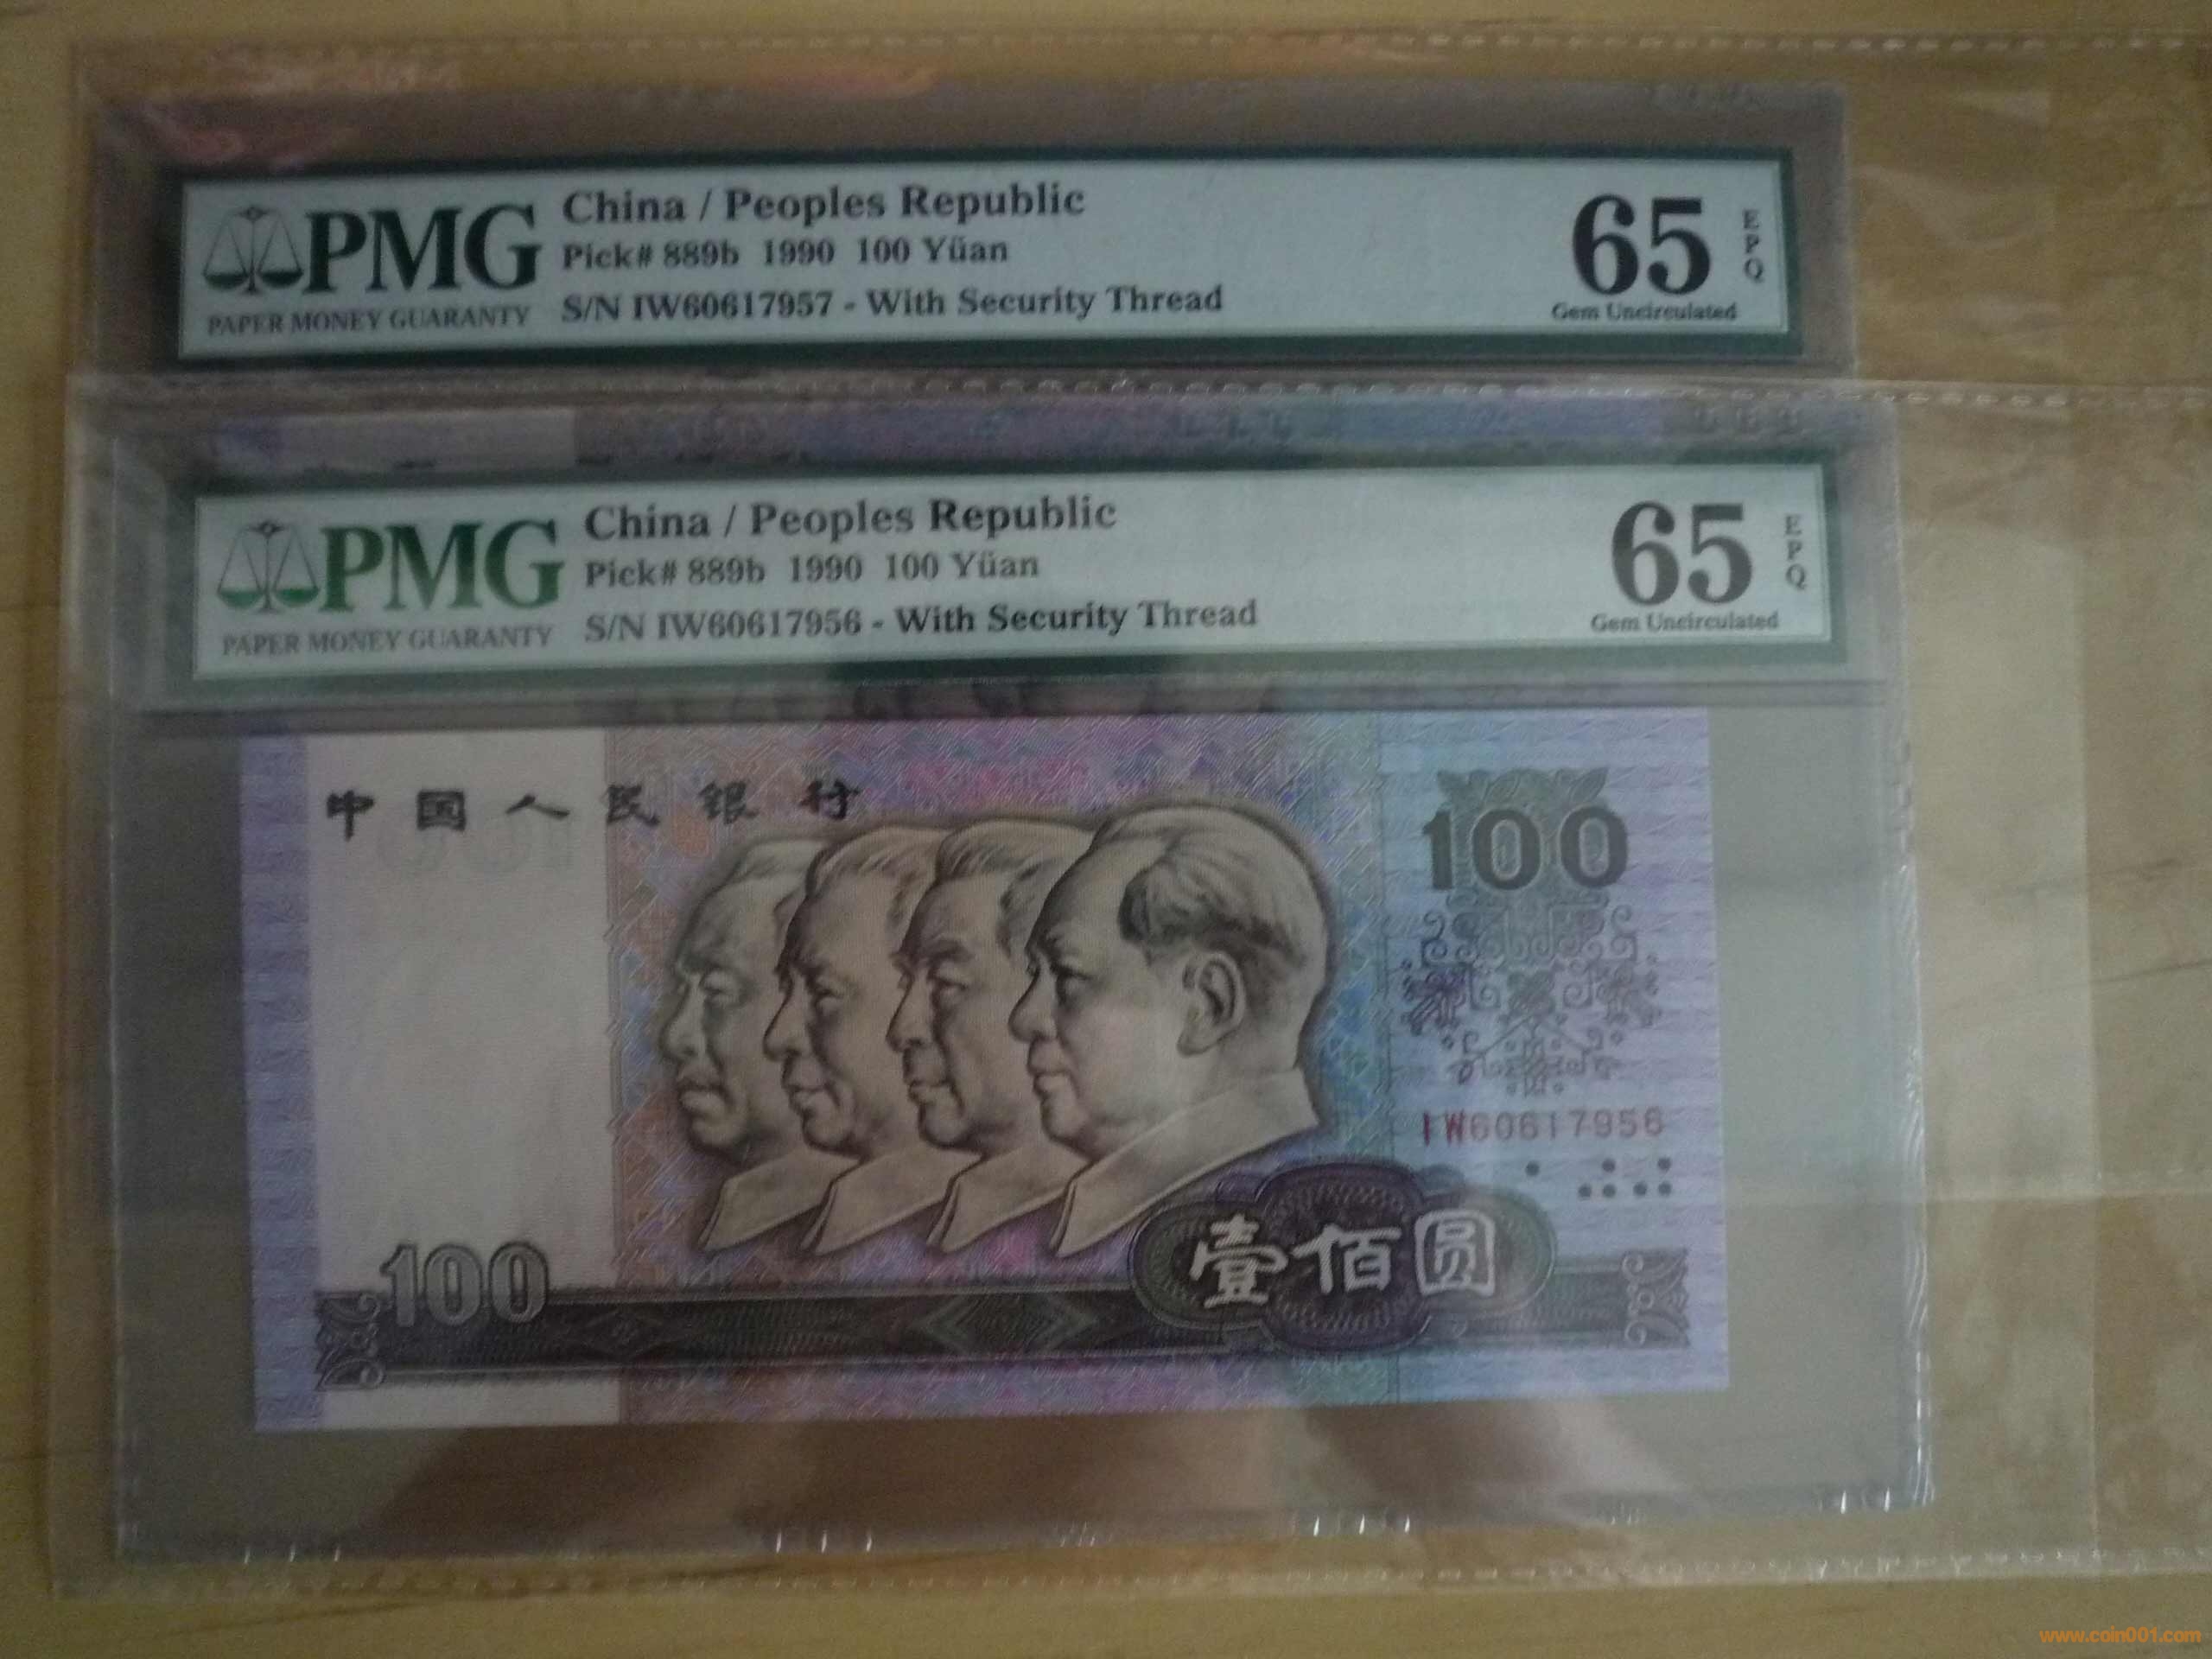 PMG
PAPER MONEY GUARANTY
China / Peoples Republic
Pick# 889b 1990 100 Yüan
S/N IW60617957 - With Security Thread
65
EPQ
Gem Uncirculated
PMG
PAPER MONEY GUARANTY
China / Peoples Republic
Pick# 889b 1990 100 Yüan
S/N IW60617956 - With Security Thread
65
EPQ
Gem Uncirculated
中国人民银行
100
IW60617956
100
壹佰圆
www.coin001.com